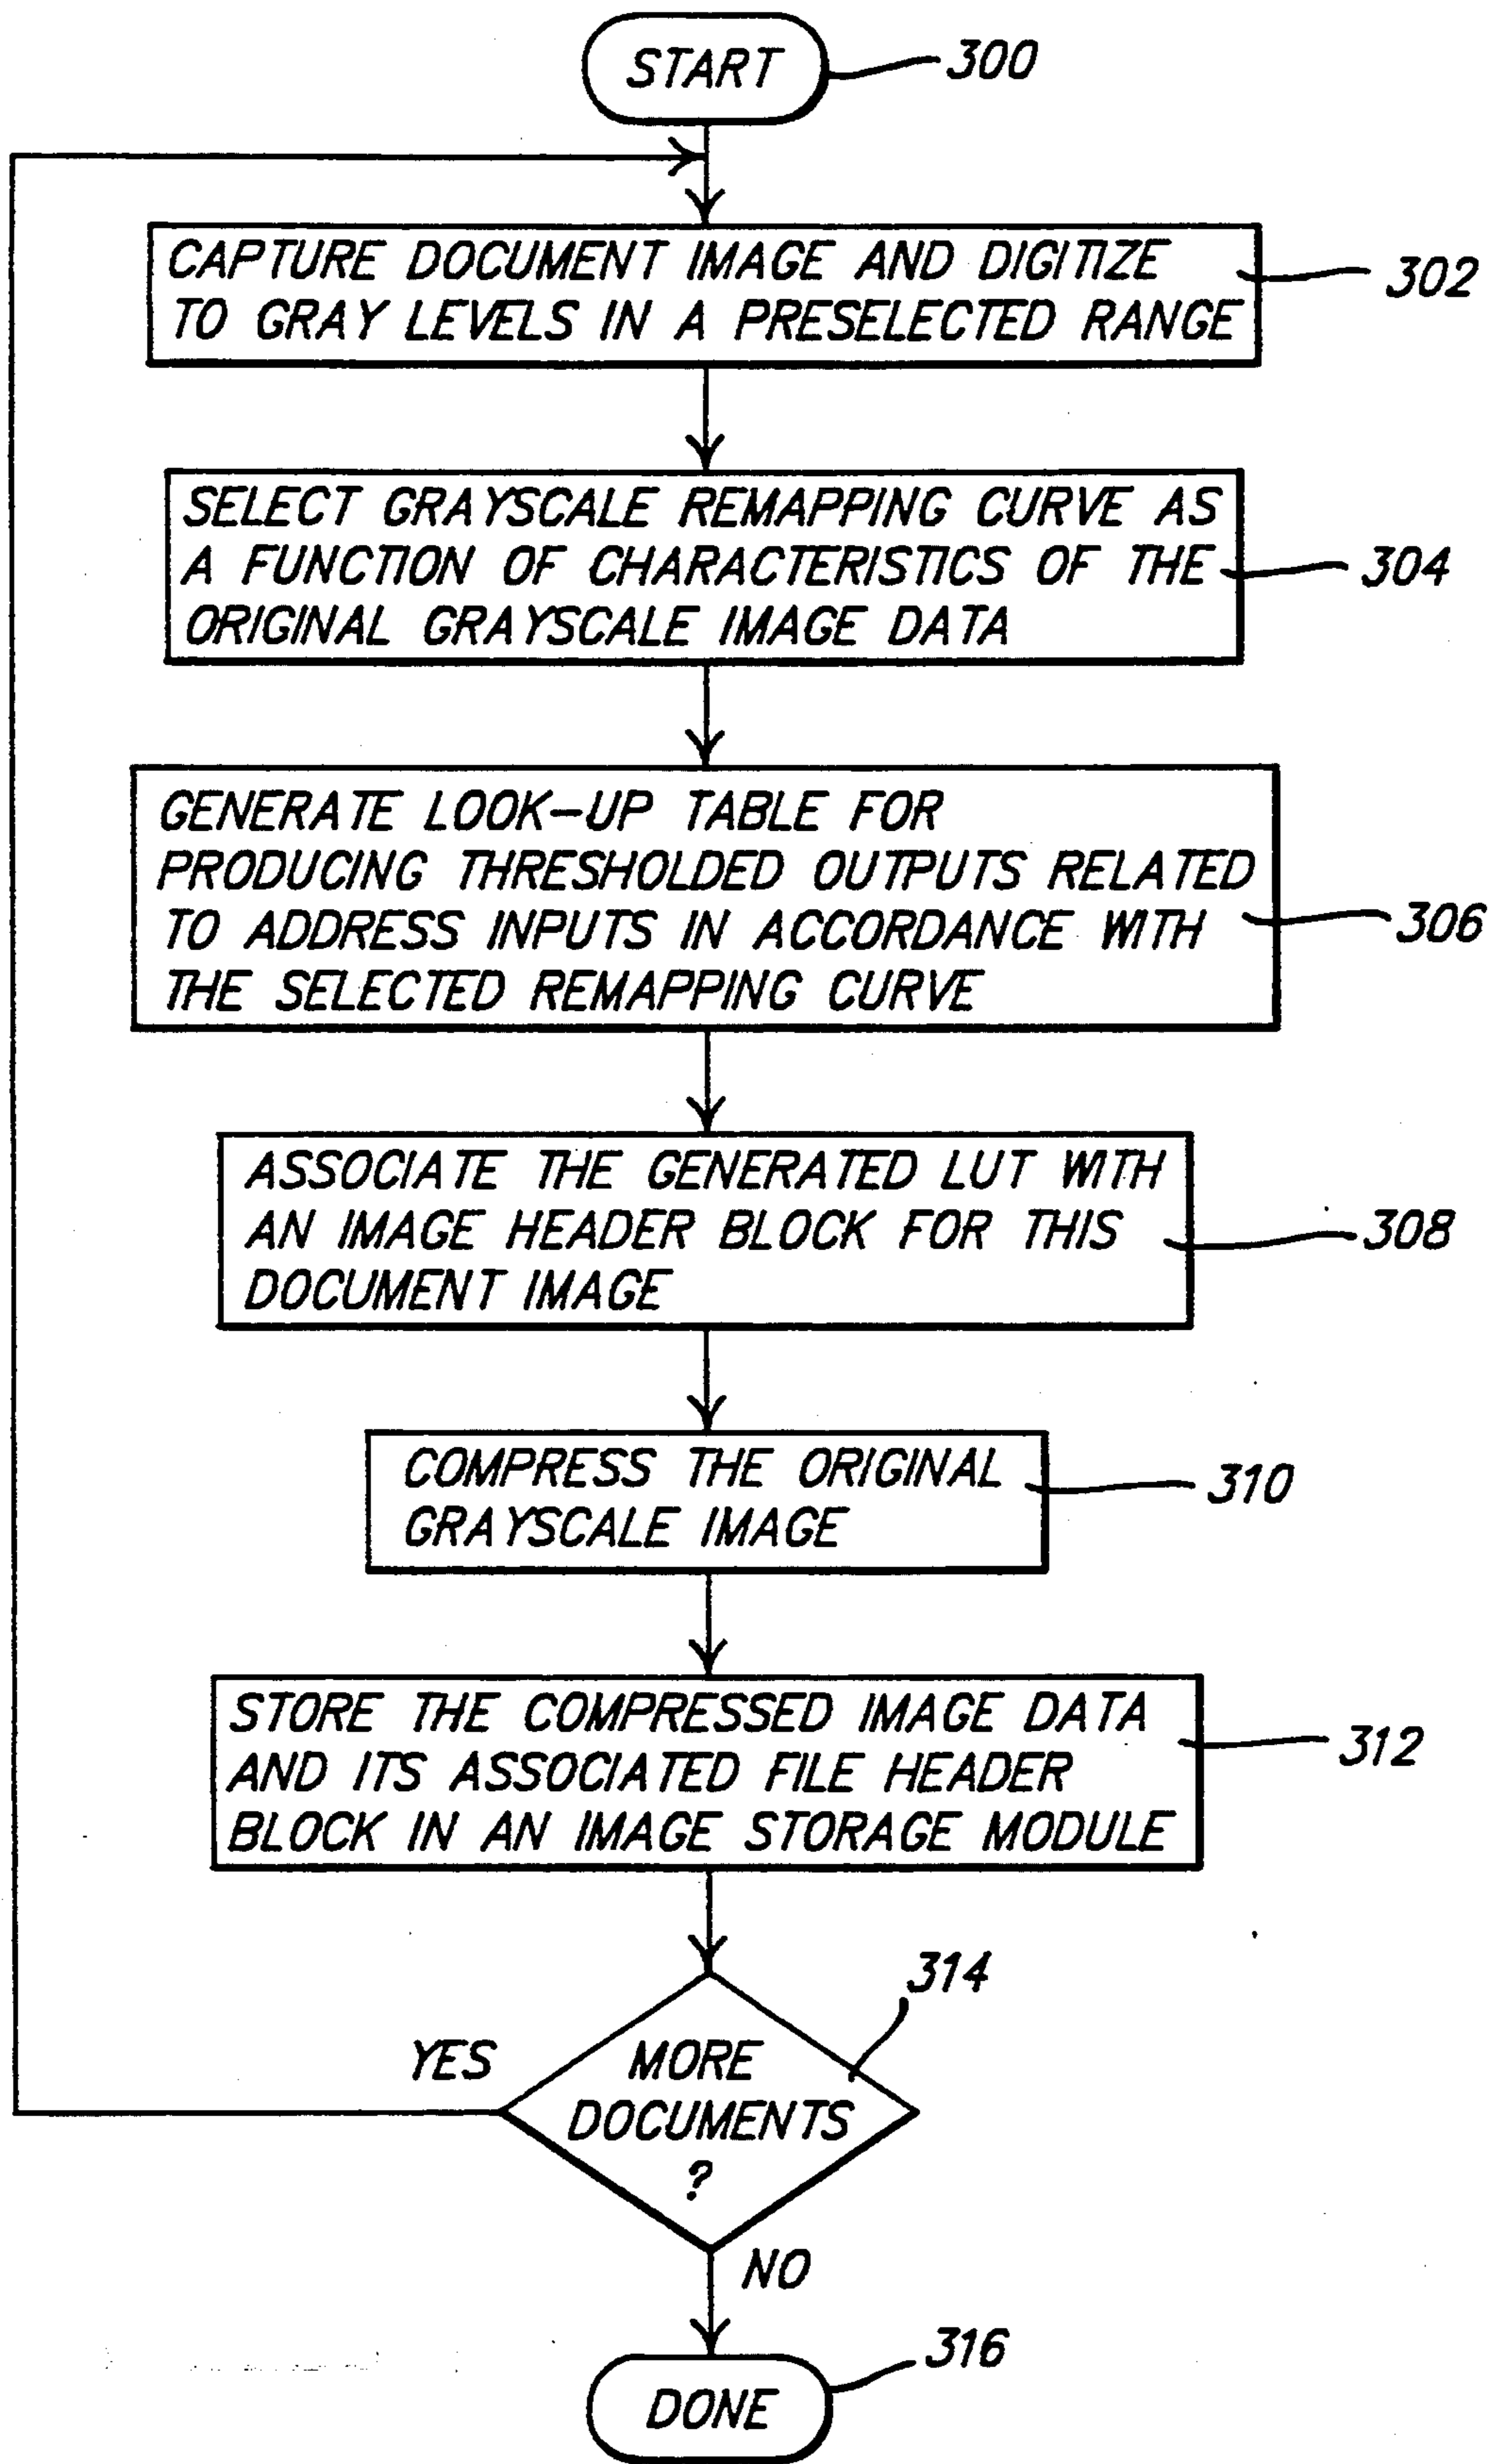 START
300
CAPTURE DOCUMENT IMAGE AND DIGITIZE
TO GRAY LEVELS IN A PRESELECTED RANGE
302
SELECT GRAYSCALE REMAPPING CURVE AS
A FUNCTION OF CHARACTERISTICS OF THE
ORIGINAL GRAYSCALE IMAGE DATA
304
GENERATE LOOK-UP TABLE FOR
PRODUCING THRESHOLDED OUTPUTS RELATED
TO ADDRESS INPUTS IN ACCORDANCE WITH
THE SELECTED REMAPPING CURVE
306
ASSOCIATE THE GENERATED LUT WITH
AN IMAGE HEADER BLOCK FOR THIS
DOCUMENT IMAGE
308
COMPRESS THE ORIGINAL
GRAYSCALE IMAGE
310
STORE THE COMPRESSED IMAGE DATA
AND ITS ASSOCIATED FILE HEADER
BLOCK IN AN IMAGE STORAGE MODULE
312
314
YES
MORE
DOCUMENTS
?
NO
316
DONE